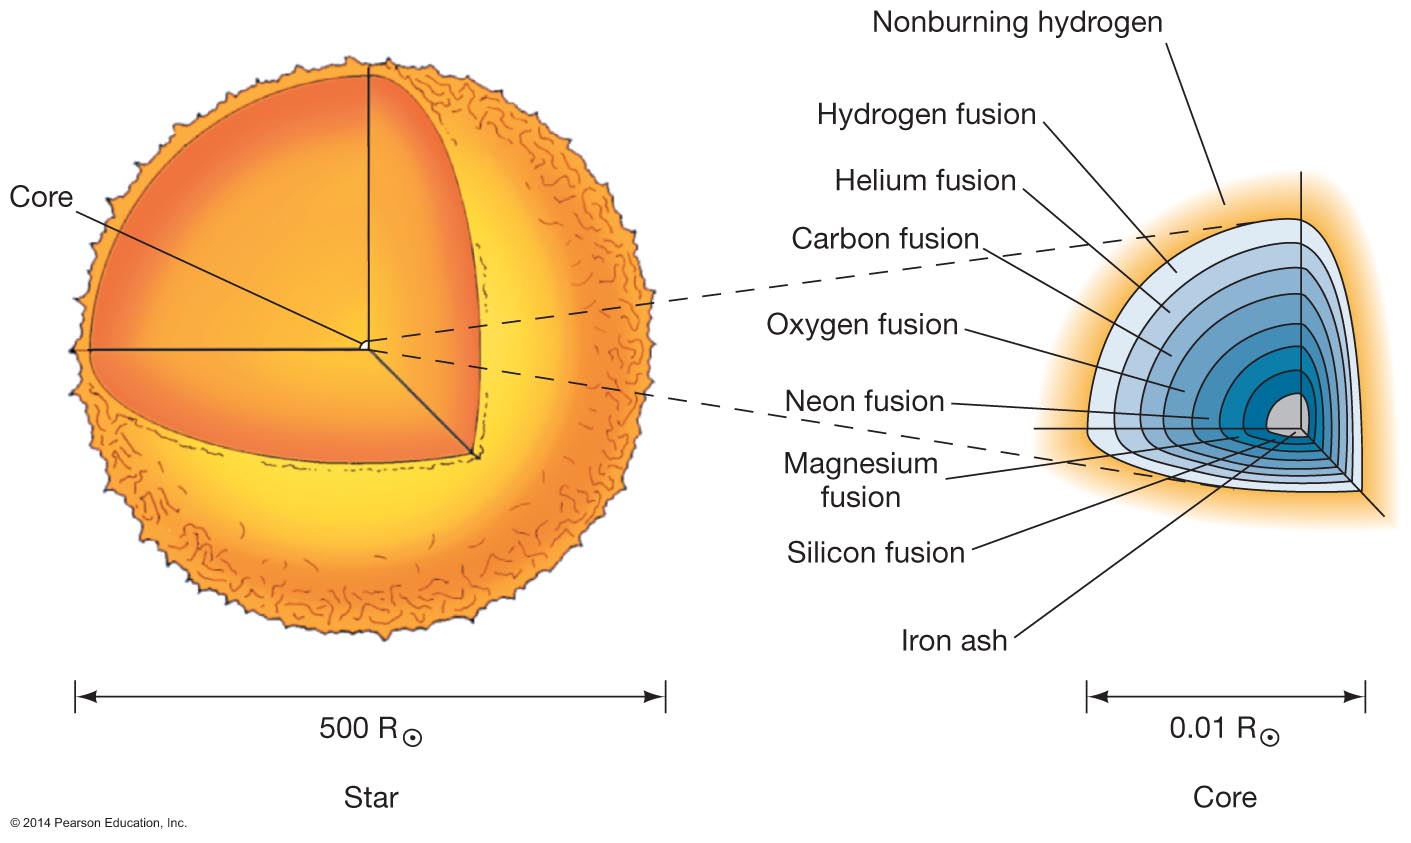 Nonburning hydrogen
Hydrogen fusion
Helium fusion
Core
Carbon fusion
Oxygen fusion
Neon fusion
Magnesium
fusion
Silicon fusion
Iron ash
500 R☉
0.01 R☉
Star
Core
© 2014 Pearson Education, Inc.